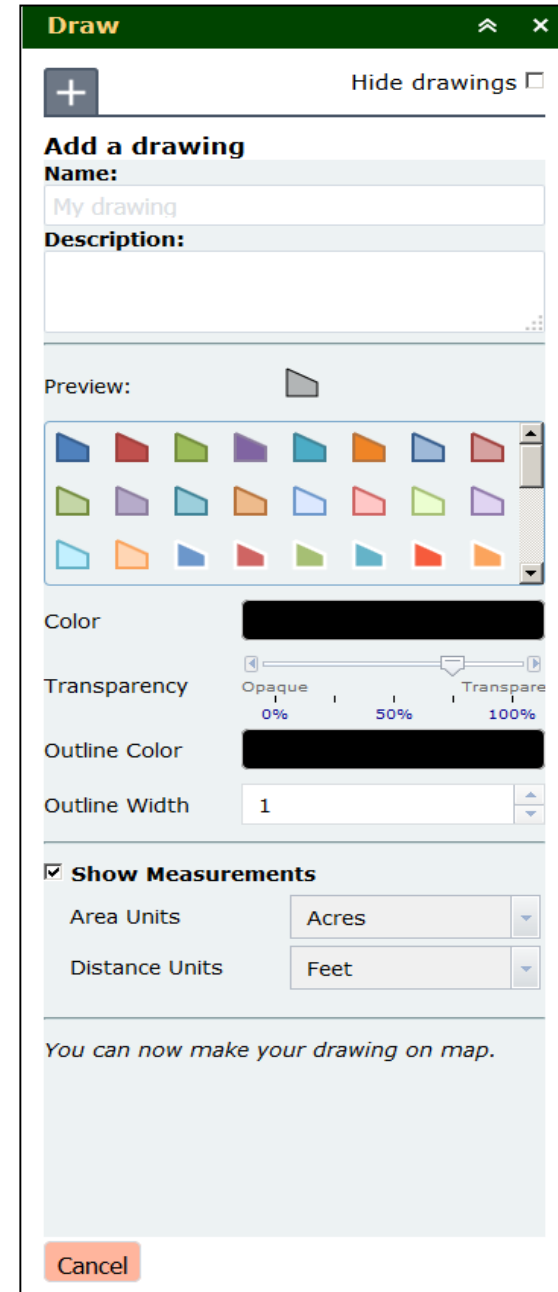 Draw
Hide drawings
Add a drawing
Name:
My drawing
Description:
Preview:
Color
Transparency
Opaque Transpare
0% 50% 100%
Outline Color
Outline Width 1
Show Measurements
Area Units Acres
Distance Units Feet
You can now make your drawing on map.
Cancel